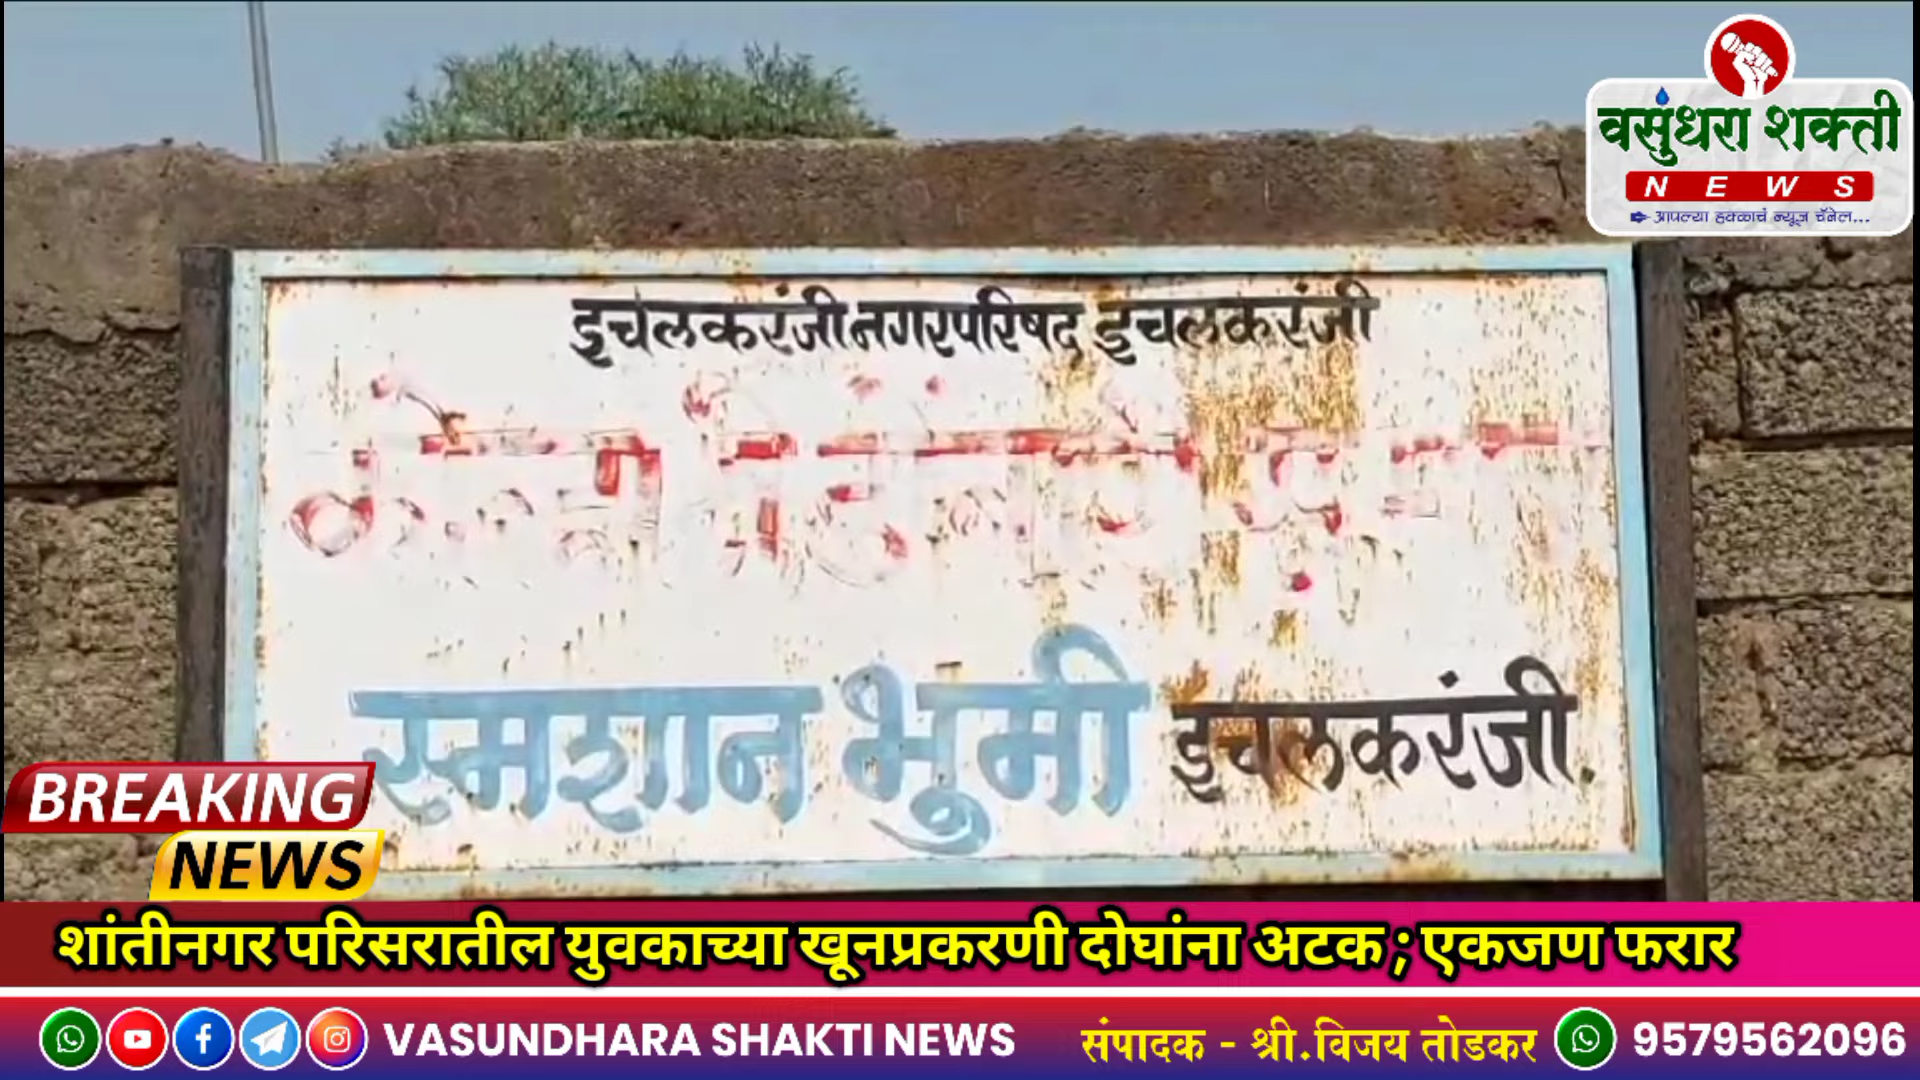 वसुंधरा शक्ती
NEWS
आपल्या हक्काचं न्यूज चॅनेल...
इचलकरंजी नगरपरिषद इचलकरंजी
स्मशान भुमी इचलकरंजी.
BREAKING
NEWS
शांतीनगर परिसरातील युवकाच्या खूनप्रकरणी दोघांना अटक ; एकजण फरार
VASUNDHARA SHAKTI NEWS संपादक - श्री.विजय तोडकर 9579562096